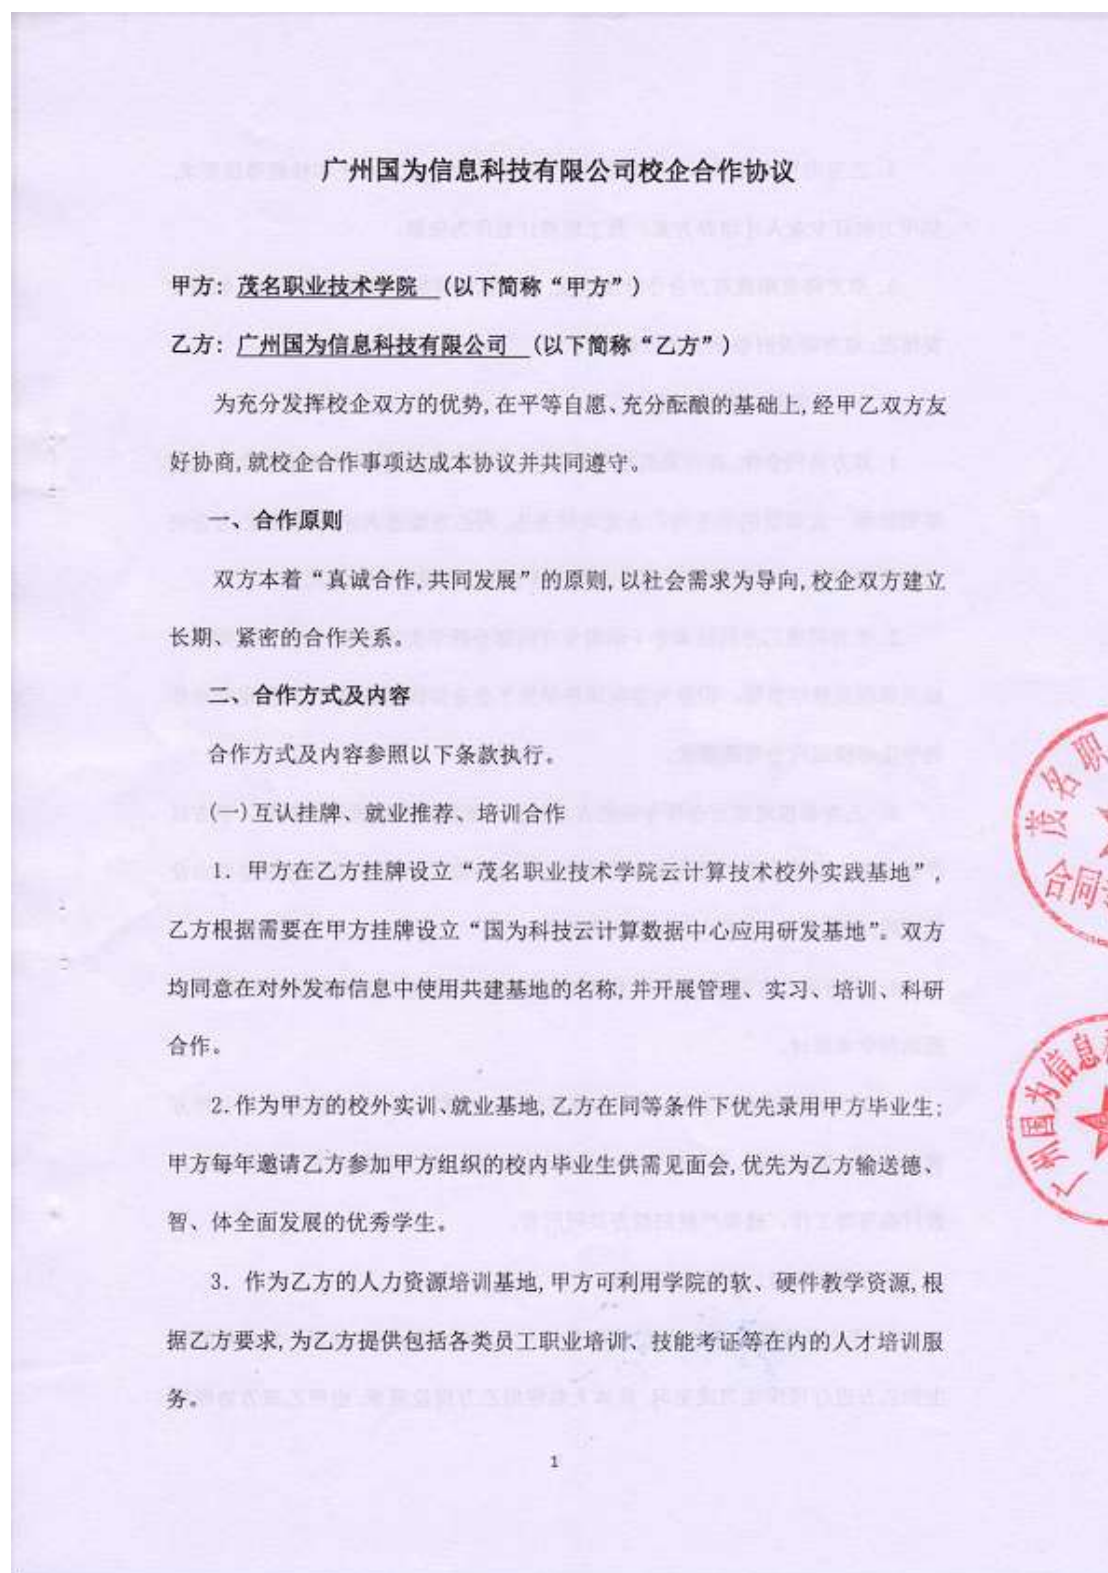 广州国为信息科技有限公司校企合作协议
甲方：茂名职业技术学院 (以下简称“甲方”)
乙方：广州国为信息科技有限公司 (以下简称“乙方”)
为充分发挥校企双方的优势,在平等自愿、充分酝酿的基础上,经甲乙双方友
好协商,就校企合作事项达成本协议并共同遵守。
一、合作原则
双方本着“真诚合作,共同发展”的原则,以社会需求为导向,校企双方建立
长期、紧密的合作关系。
二、合作方式及内容
合作方式及内容参照以下条款执行。
(一)互认挂牌、就业推荐、培训合作
1. 甲方在乙方挂牌设立“茂名职业技术学院云计算技术校外实践基地”,
乙方根据需要在甲方挂牌设立“国为科技云计算数据中心应用研发基地”。双方
均同意在对外发布信息中使用共建基地的名称,并开展管理、实习、培训、科研
合作。
2.作为甲方的校外实训、就业基地,乙方在同等条件下优先录用甲方毕业生;
甲方每年邀请乙方参加甲方组织的校内毕业生供需见面会,优先为乙方输送德、
智、体全面发展的优秀学生。
3. 作为乙方的人力资源培训基地,甲方可利用学院的软、硬件教学资源,根
据乙方要求,为乙方提供包括各类员工职业培训、技能考证等在内的人才培训服
务。
1
茂名职
合同
广州国为信息